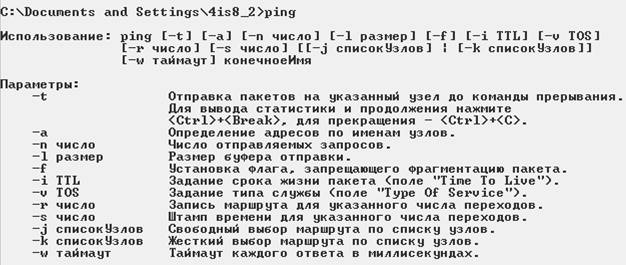 C:\Documents and Settings\4is8_2>ping
Использование: ping [-t] [-a] [-n число] [-l размер] [-f] [-i TTL] [-v TOS]
[-r число] [-s число] [[-j списокУзлов] ¦ [-k списокУзлов]]
[-w таймаут] конечноеИмя
Параметры:
-t Отправка пакетов на указанный узел до команды прерывания.
Для вывода статистики и продолжения нажмите
<Ctrl>+<Break>, для прекращения - <Ctrl>+<C>.
-a Определение адресов по именам узлов.
-n число Число отправляемых запросов.
-l размер Размер буфера отправки.
-f Установка флага, запрещающего фрагментацию пакета.
-i TTL Задание срока жизни пакета (поле "Time To Live").
-v TOS Задание типа службы (поле "Type Of Service").
-r число Запись маршрута для указанного числа переходов.
-s число Штамп времени для указанного числа переходов.
-j списокУзлов Свободный выбор маршрута по списку узлов.
-k списокУзлов Жесткий выбор маршрута по списку узлов.
-w таймаут Таймаут каждого ответа в миллисекундах.